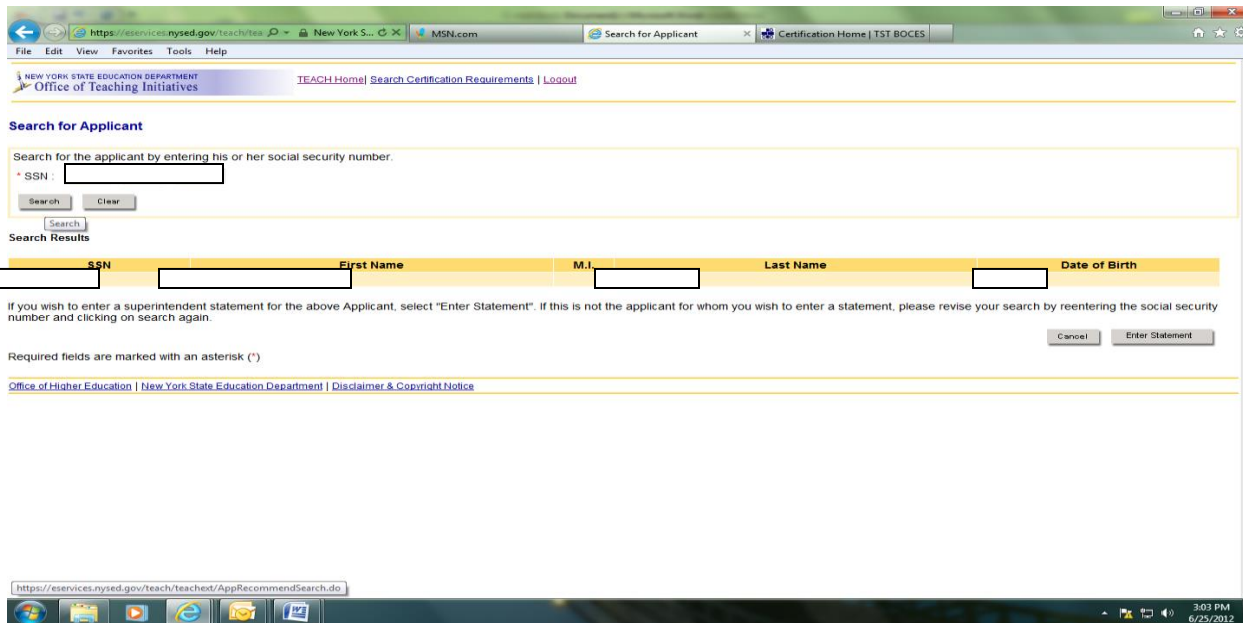 https://eservices.nysed.gov/teach/tea
New York S...
MSN.com
Search for Applicant
Certification Home | TST BOCES
File Edit View Favorites Tools Help
NEW YORK STATE EDUCATION DEPARTMENT
Office of Teaching Initiatives
TEACH Home| Search Certification Requirements | Logout
Search for Applicant
Search for the applicant by entering his or her social security number.
* SSN :
Search Clear
Search
Search Results
SSN First Name M.I. Last Name Date of Birth
If you wish to enter a superintendent statement for the above Applicant, select "Enter Statement". If this is not the applicant for whom you wish to enter a statement, please revise your search by reentering the social security
number and clicking on search again.
Cancel Enter Statement
Required fields are marked with an asterisk (*)
Office of Higher Education | New York State Education Department | Disclaimer & Copyright Notice
https://eservices.nysed.gov/teach/teachext/AppRecommendSearch.do
3:03 PM
6/25/2012